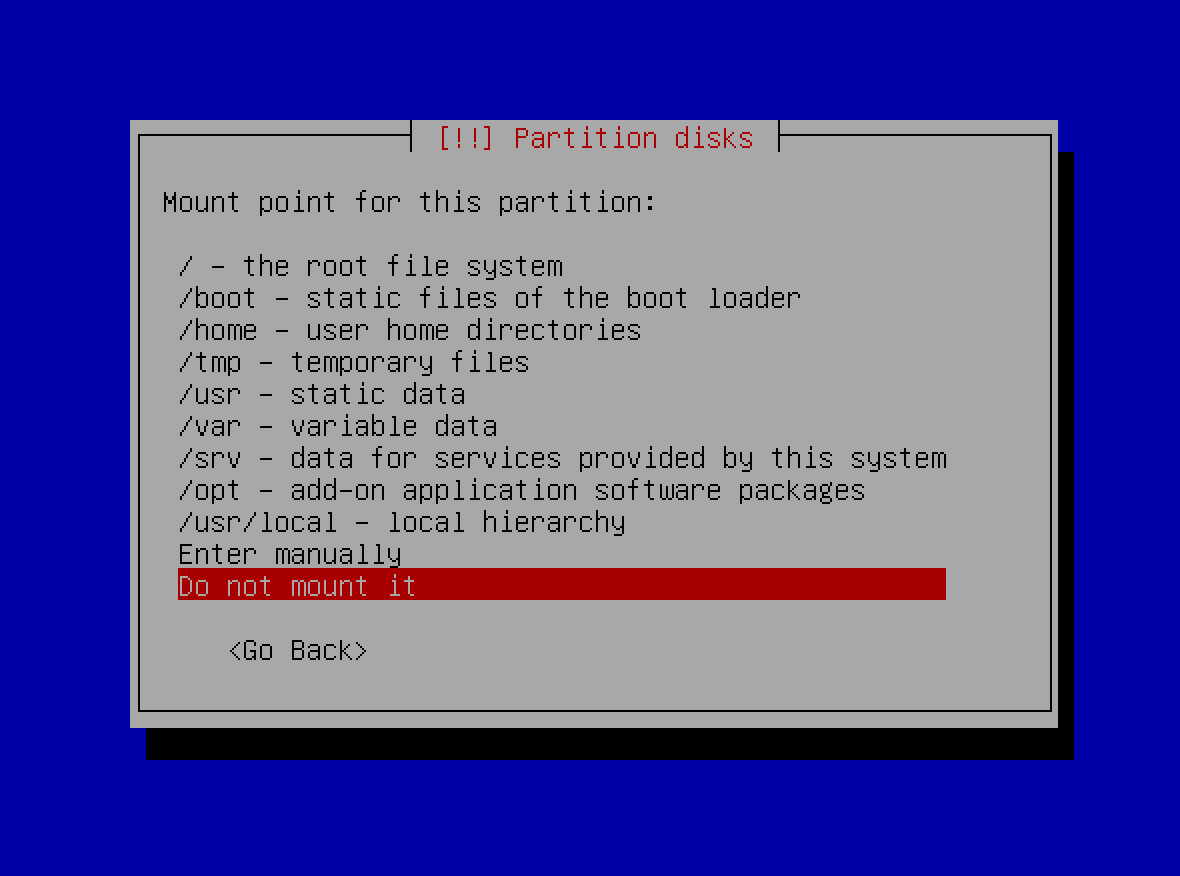 [!!] Partition disks
Mount point for this partition:
/ - the root file system
/boot - static files of the boot loader
/home - user home directories
/tmp - temporary files
/usr - static data
/var - variable data
/srv - data for services provided by this system
/opt - add-on application software packages
/usr/local - local hierarchy
Enter manually
Do not mount it
<Go Back>